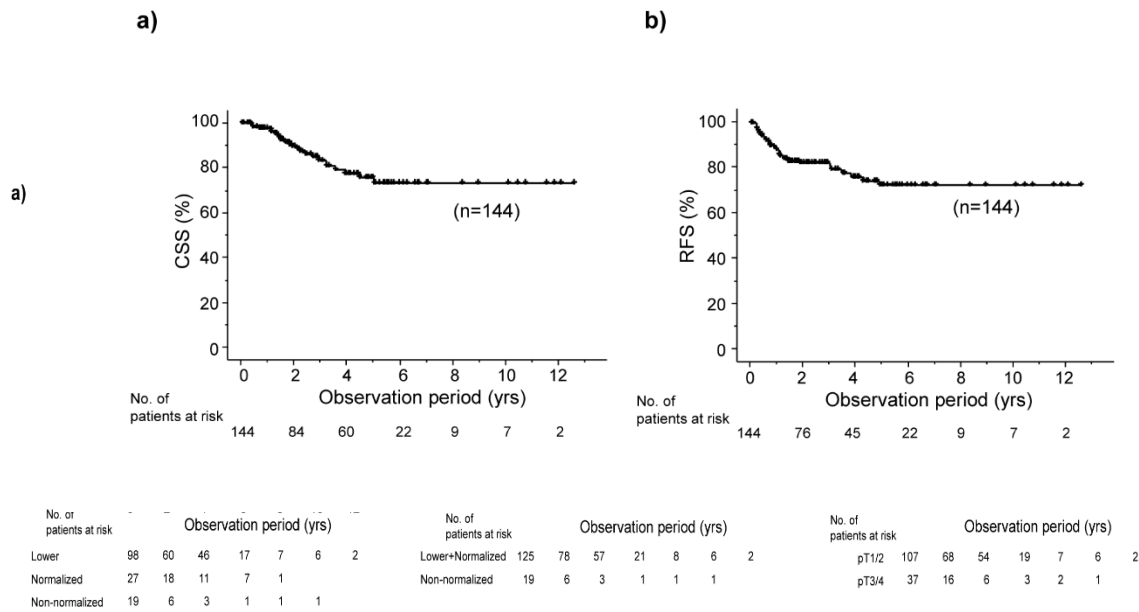 a)
b)
a)
CSS (%)
100
80
60
40
20
0
(n=144)
0 2 4 6 8 10 12
Observation period (yrs)
No. of
patients at risk
144 84 60 22 9 7 2
RFS (%)
100
80
60
40
20
0
(n=144)
0 2 4 6 8 10 12
Observation period (yrs)
No. of
patients at risk
144 76 45 22 9 7 2
No. of
patients at risk
Observation period (yrs)
Lower 98 60 46 17 7 6 2
Normalized 27 18 11 7 1
Non-normalized 19 6 3 1 1 1
No. of
patients at risk
Observation period (yrs)
Lower+Normalized 125 78 57 21 8 6 2
Non-normalized 19 6 3 1 1 1
No. of
patients at risk
Observation period (yrs)
pT1/2 107 68 54 19 7 6 2
pT3/4 37 16 6 3 2 1